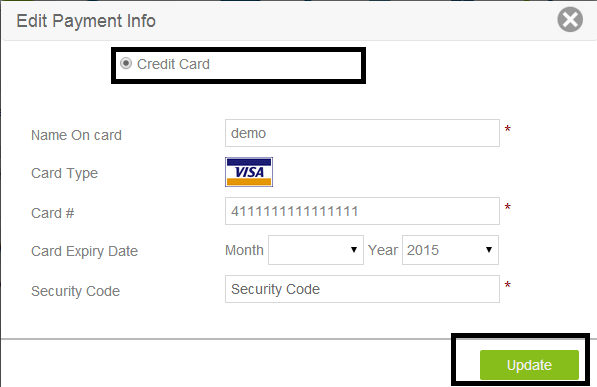 Edit Payment Info
Credit Card
Name On card demo *
Card Type VISA
Card # 4111111111111111 *
Card Expiry Date Month Year 2015
Security Code Security Code *
Update